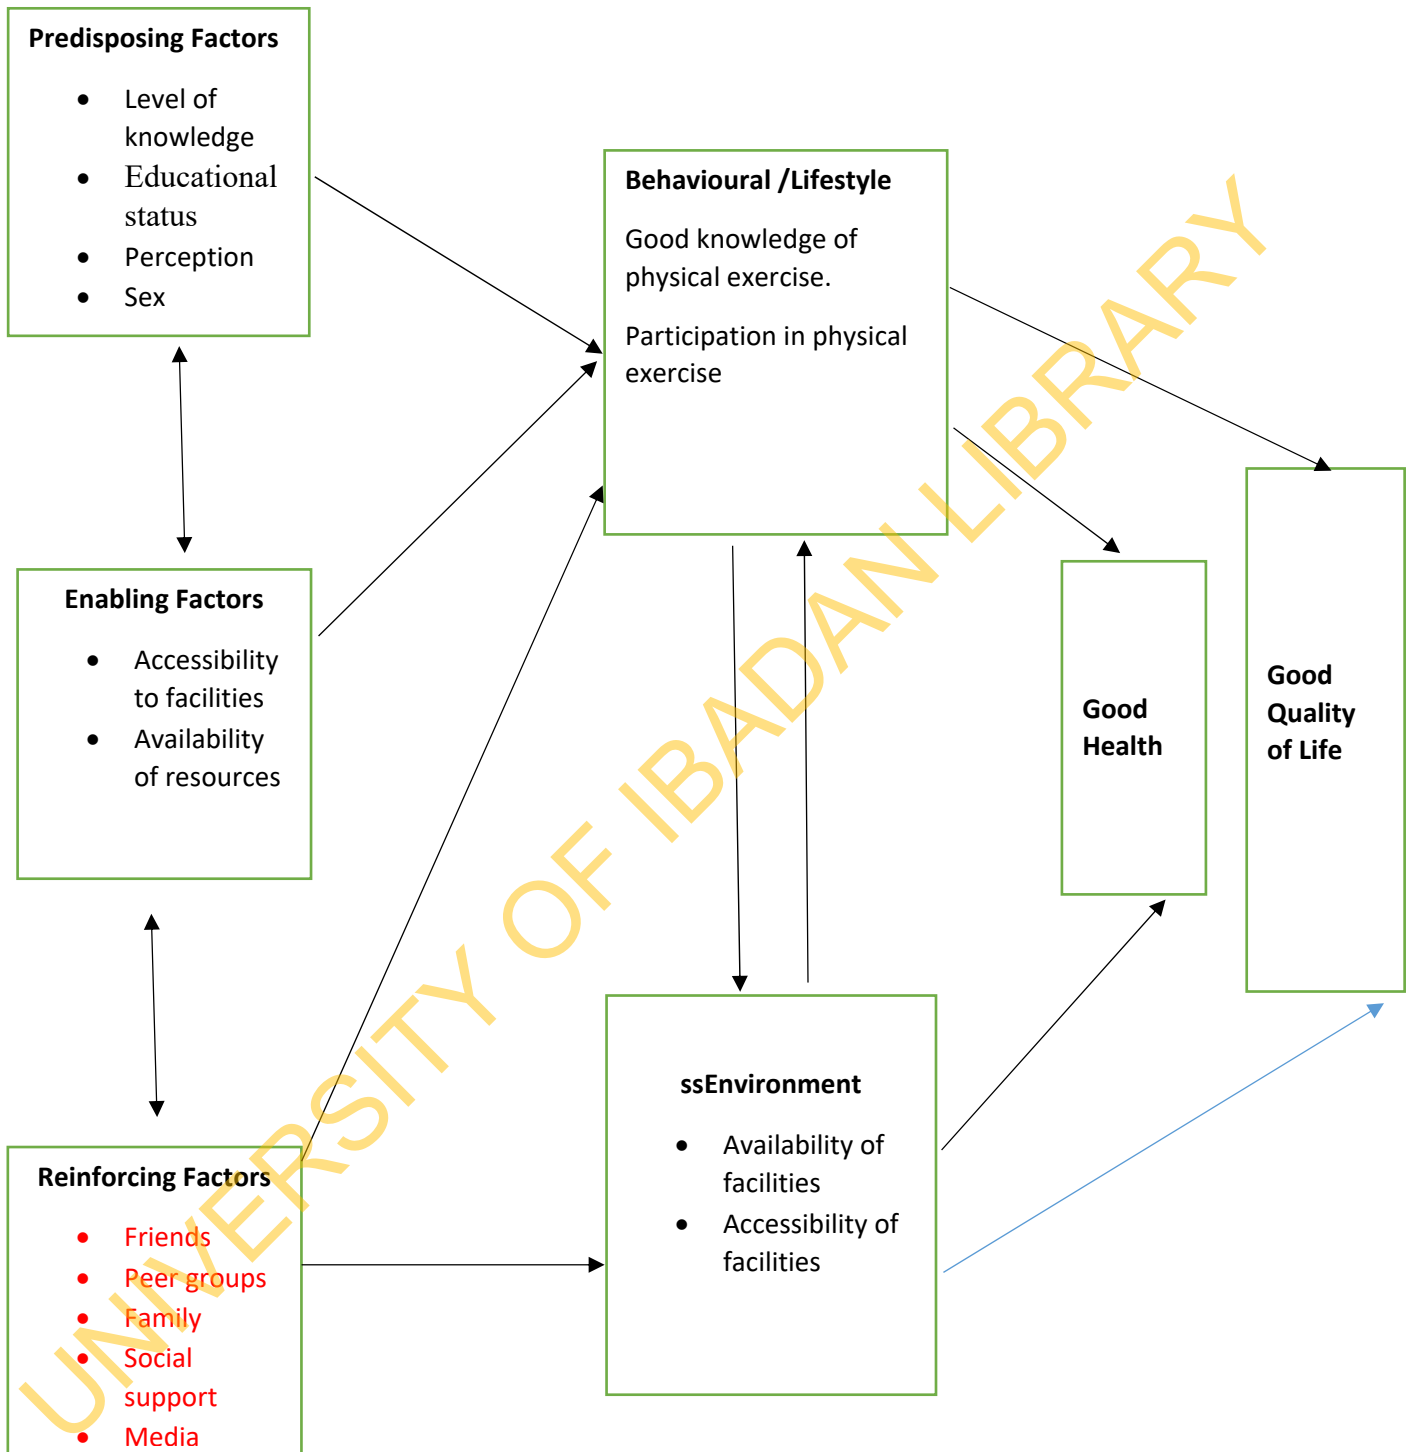 Predisposing Factors
• Level of
knowledge
• Educational
status
• Perception
• Sex
Behavioural /Lifestyle
Good knowledge of
physical exercise.
Participation in physical
exercise
Enabling Factors
• Accessibility
to facilities
• Availability
of resources
Good
Health
Good
Quality
of Life
ssEnvironment
• Availability of
facilities
• Accessibility of
facilities
Reinforcing Factors
• Friends
• Peer groups
• Family
• Social
support
• Media
UNIVERSITY OF IBADAN LIBRARY